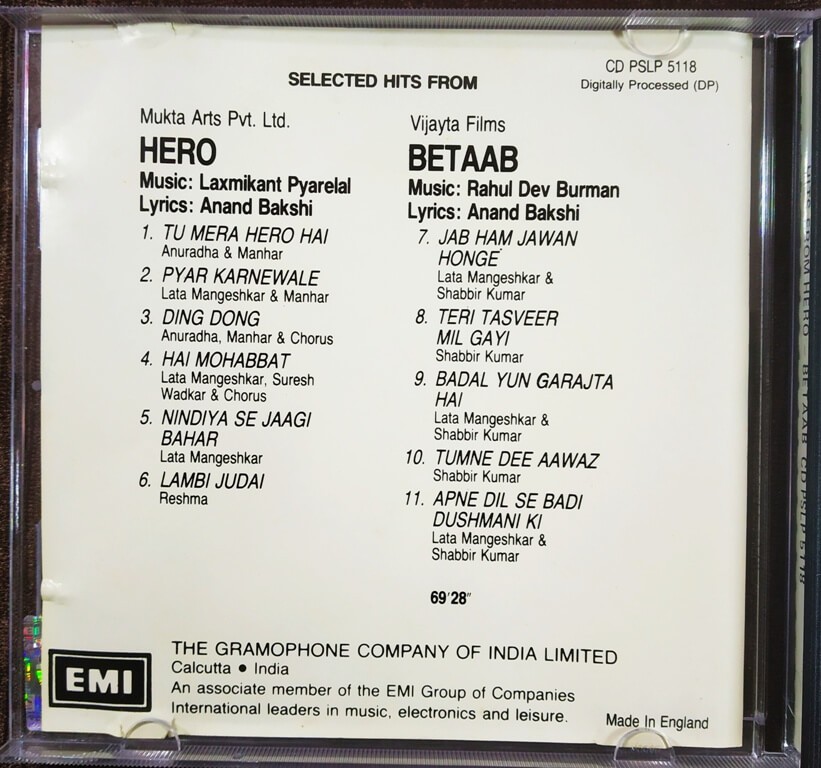 SELECTED HITS FROM
CD PSLP 5118
Digitally Processed (DP)
Mukta Arts Pvt. Ltd.
HERO
Music: Laxmikant Pyarelal
Lyrics: Anand Bakshi
1. TU MERA HERO HAI
Anuradha & Manhar
2. PYAR KARNEWALE
Lata Mangeshkar & Manhar
3. DING DONG
Anuradha, Manhar & Chorus
4. HAI MOHABBAT
Lata Mangeshkar, Suresh
Wadkar & Chorus
5. NINDIYA SE JAAGI
BAHAR
Lata Mangeshkar
6. LAMBI JUDAI
Reshma
Vijayta Films
BETAAB
Music: Rahul Dev Burman
Lyrics: Anand Bakshi
7. JAB HAM JAWAN
HONGE
Lata Mangeshkar &
Shabbir Kumar
8. TERI TASVEER
MIL GAYI
Shabbir Kumar
9. BADAL YUN GARAJTA
HAI
Lata Mangeshkar &
Shabbir Kumar
10. TUMNE DEE AAWAZ
Shabbir Kumar
11. APNE DIL SE BADI
DUSHMANI KI
Lata Mangeshkar &
Shabbir Kumar
69'28"
EMI
THE GRAMOPHONE COMPANY OF INDIA LIMITED
Calcutta • India
An associate member of the EMI Group of Companies
International leaders in music, electronics and leisure.
Made In England
HITS FROM HERO - BETAAB CD PSLP 5118